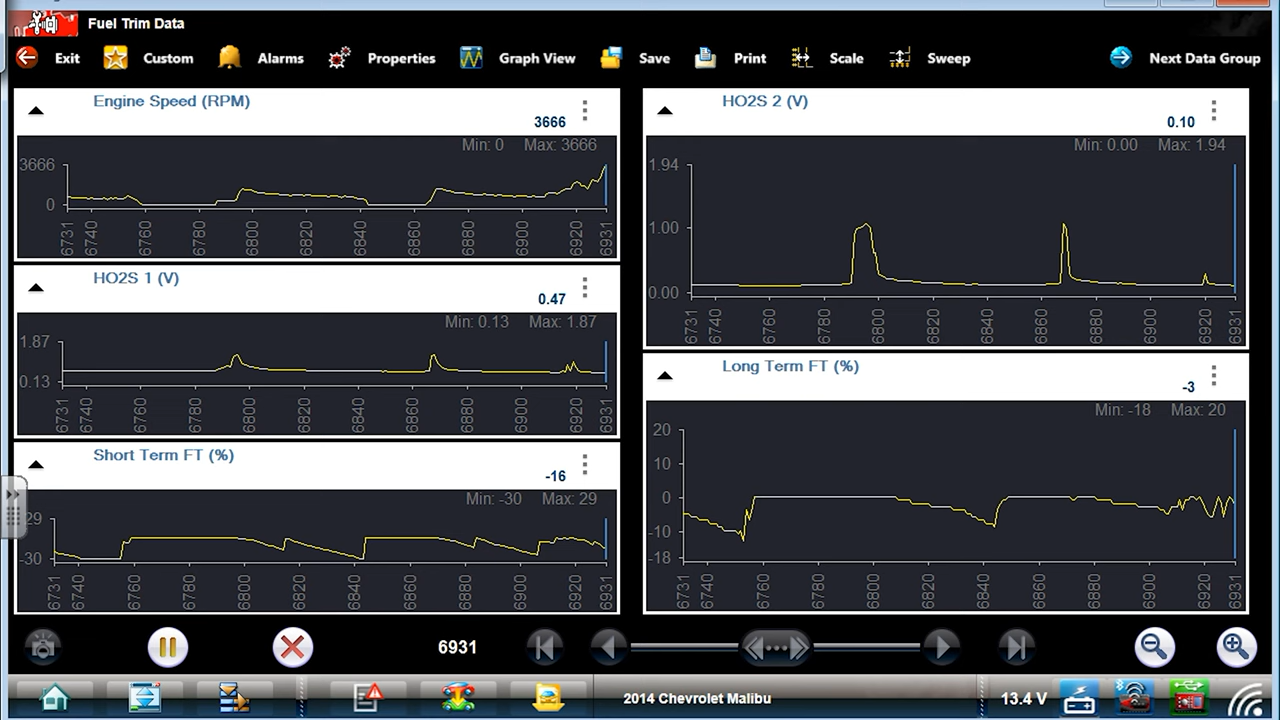 Fuel Trim Data
Exit Custom Alarms Properties Graph View Save Print Scale Sweep Next Data Group
Engine Speed (RPM)
3666
Min: 0 Max: 3666
3666
0
6731 6740 6760 6780 6800 6820 6840 6860 6880 6900 6920 6931
HO2S 1 (V)
0.47
Min: 0.13 Max: 1.87
1.87
0.13
6731 6740 6760 6780 6800 6820 6840 6860 6880 6900 6920 6931
Short Term FT (%)
-16
Min: -30 Max: 29
29
-30
6731 6740 6760 6780 6800 6820 6840 6860 6880 6900 6920 6931
HO2S 2 (V)
0.10
Min: 0.00 Max: 1.94
1.94
1.00
0.00
6731 6740 6760 6780 6800 6820 6840 6860 6880 6900 6920 6931
Long Term FT (%)
-3
Min: -18 Max: 20
20
10
0
-10
-18
6731 6740 6760 6780 6800 6820 6840 6860 6880 6900 6920 6931
6931
2014 Chevrolet Malibu 13.4 V